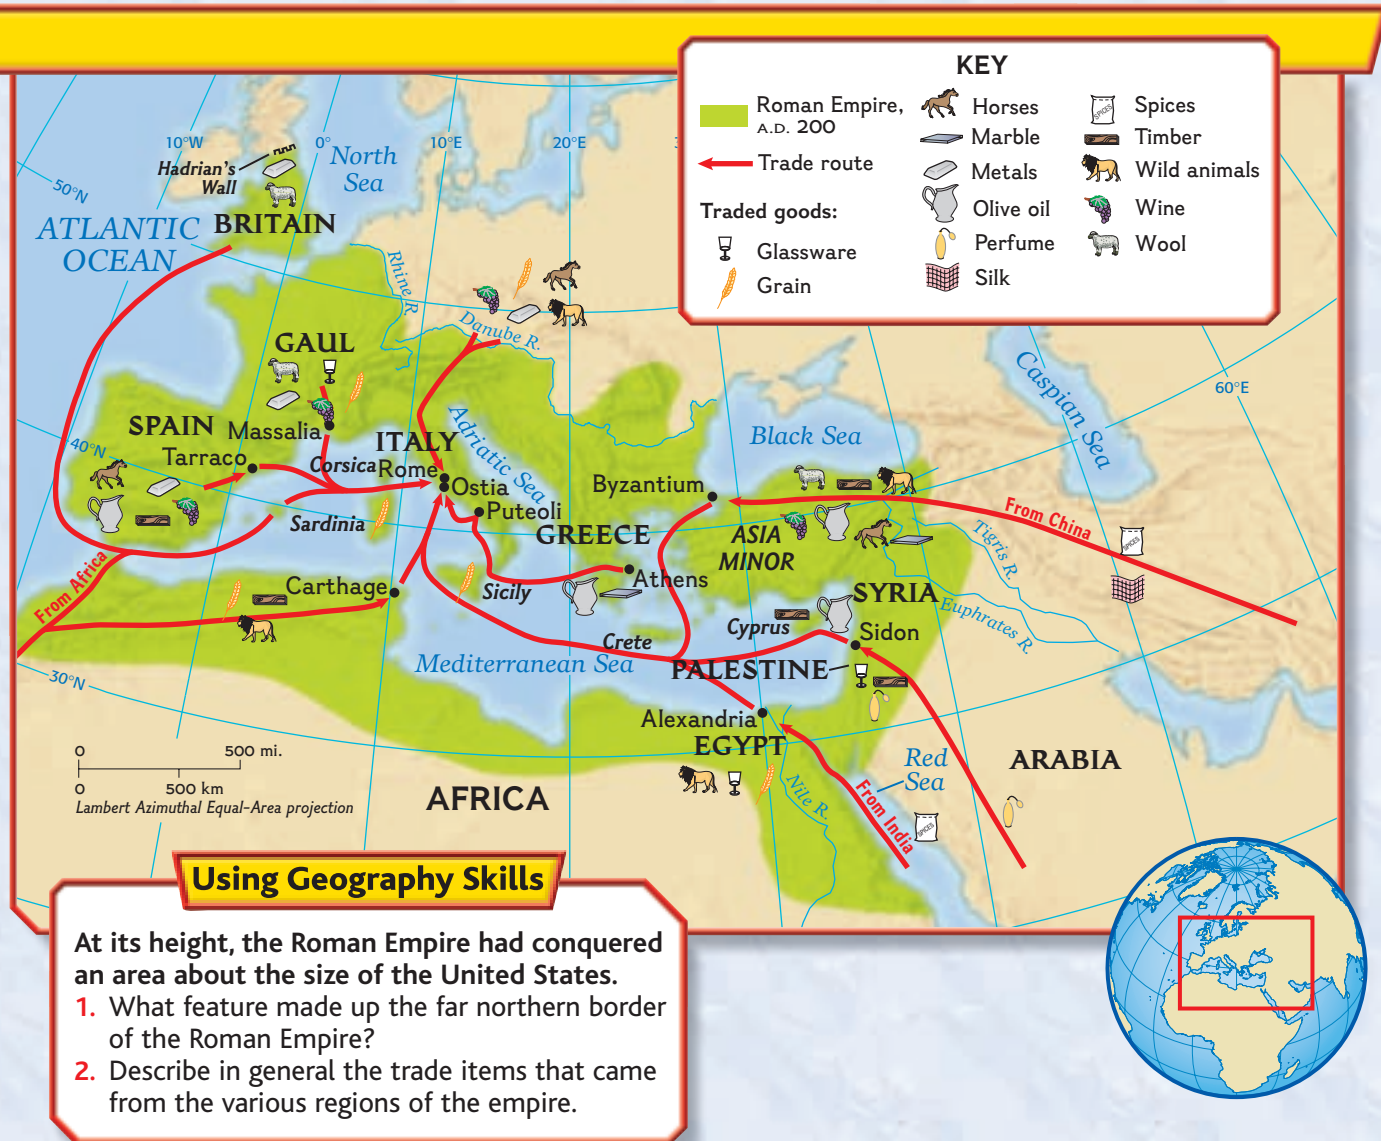 KEY
Roman Empire,
A.D. 200
Trade route
Traded goods:
Glassware
Grain
Horses
Marble
Metals
Olive oil
Perfume
Silk
Spices
Timber
Wild animals
Wine
Wool
10°W
0°
10°E
20°E
60°E
50°N
40°N
30°N
Hadrian's
Wall
North
Sea
ATLANTIC
OCEAN
BRITAIN
Rhine R.
Danube R.
GAUL
SPAIN
Massalia
Tarraco
ITALY
Corsica
Rome
Ostia
Adriatic Sea
Puteoli
Sardinia
GREECE
Byzantium
Black Sea
Caspian Sea
ASIA
MINOR
From China
SPICES
Tigris R.
Euphrates R.
SYRIA
Athens
Sicily
Carthage
From Africa
Crete
Cyprus
Sidon
Mediterranean Sea
PALESTINE
Alexandria
EGYPT
Nile R.
Red
Sea
ARABIA
From India
SPICES
AFRICA
0 500 mi.
0 500 km
Lambert Azimuthal Equal-Area projection
Using Geography Skills
At its height, the Roman Empire had conquered
an area about the size of the United States.
1. What feature made up the far northern border
of the Roman Empire?
2. Describe in general the trade items that came
from the various regions of the empire.